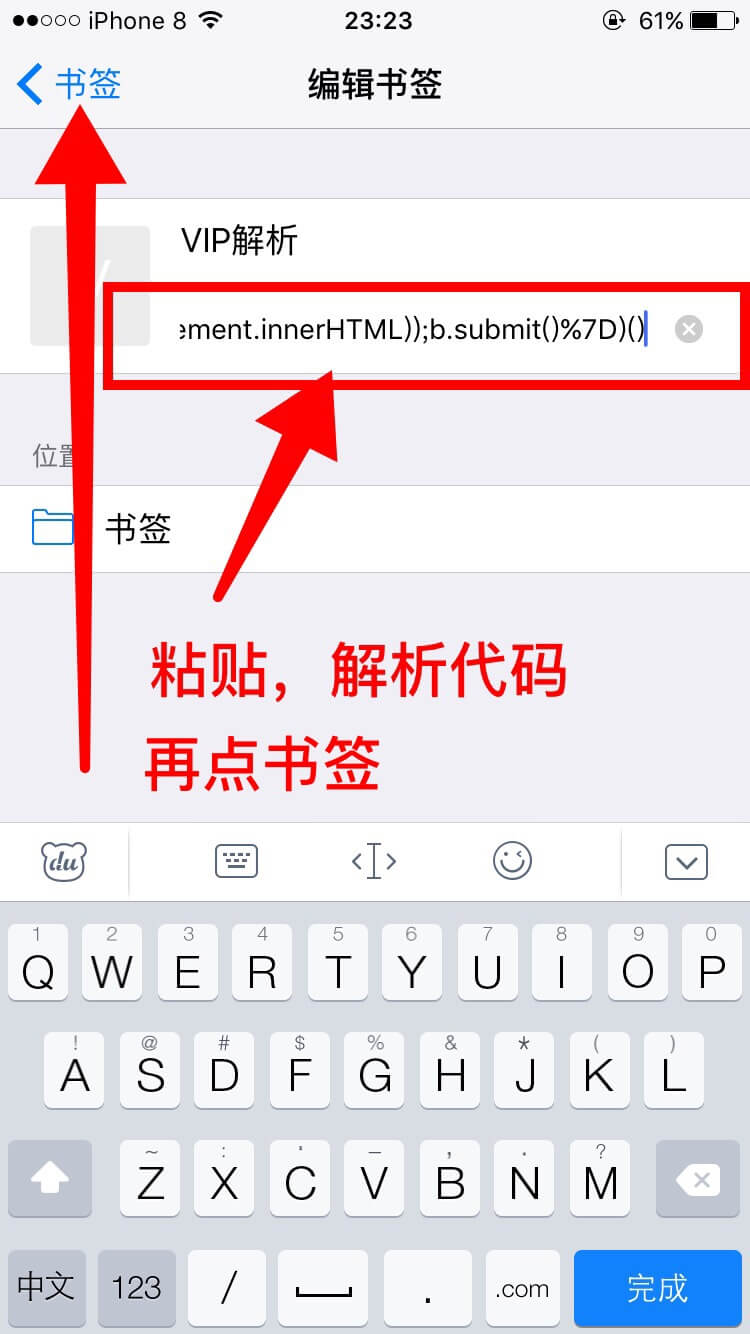 iPhone 8 23:23 61%
书签 编辑书签
VIP解析
ement.innerHTML));b.submit()%7D)()
位置
书签
粘贴，解析代码
再点书签
du
1 2 3 4 5 6 7 8 9 0
Q W E R T Y U I O P
! @ # $ % & * ( )
A S D F G H J K L
~ : ' _ , . ?
Z X C V B N M
中文 123 / . .com 完成